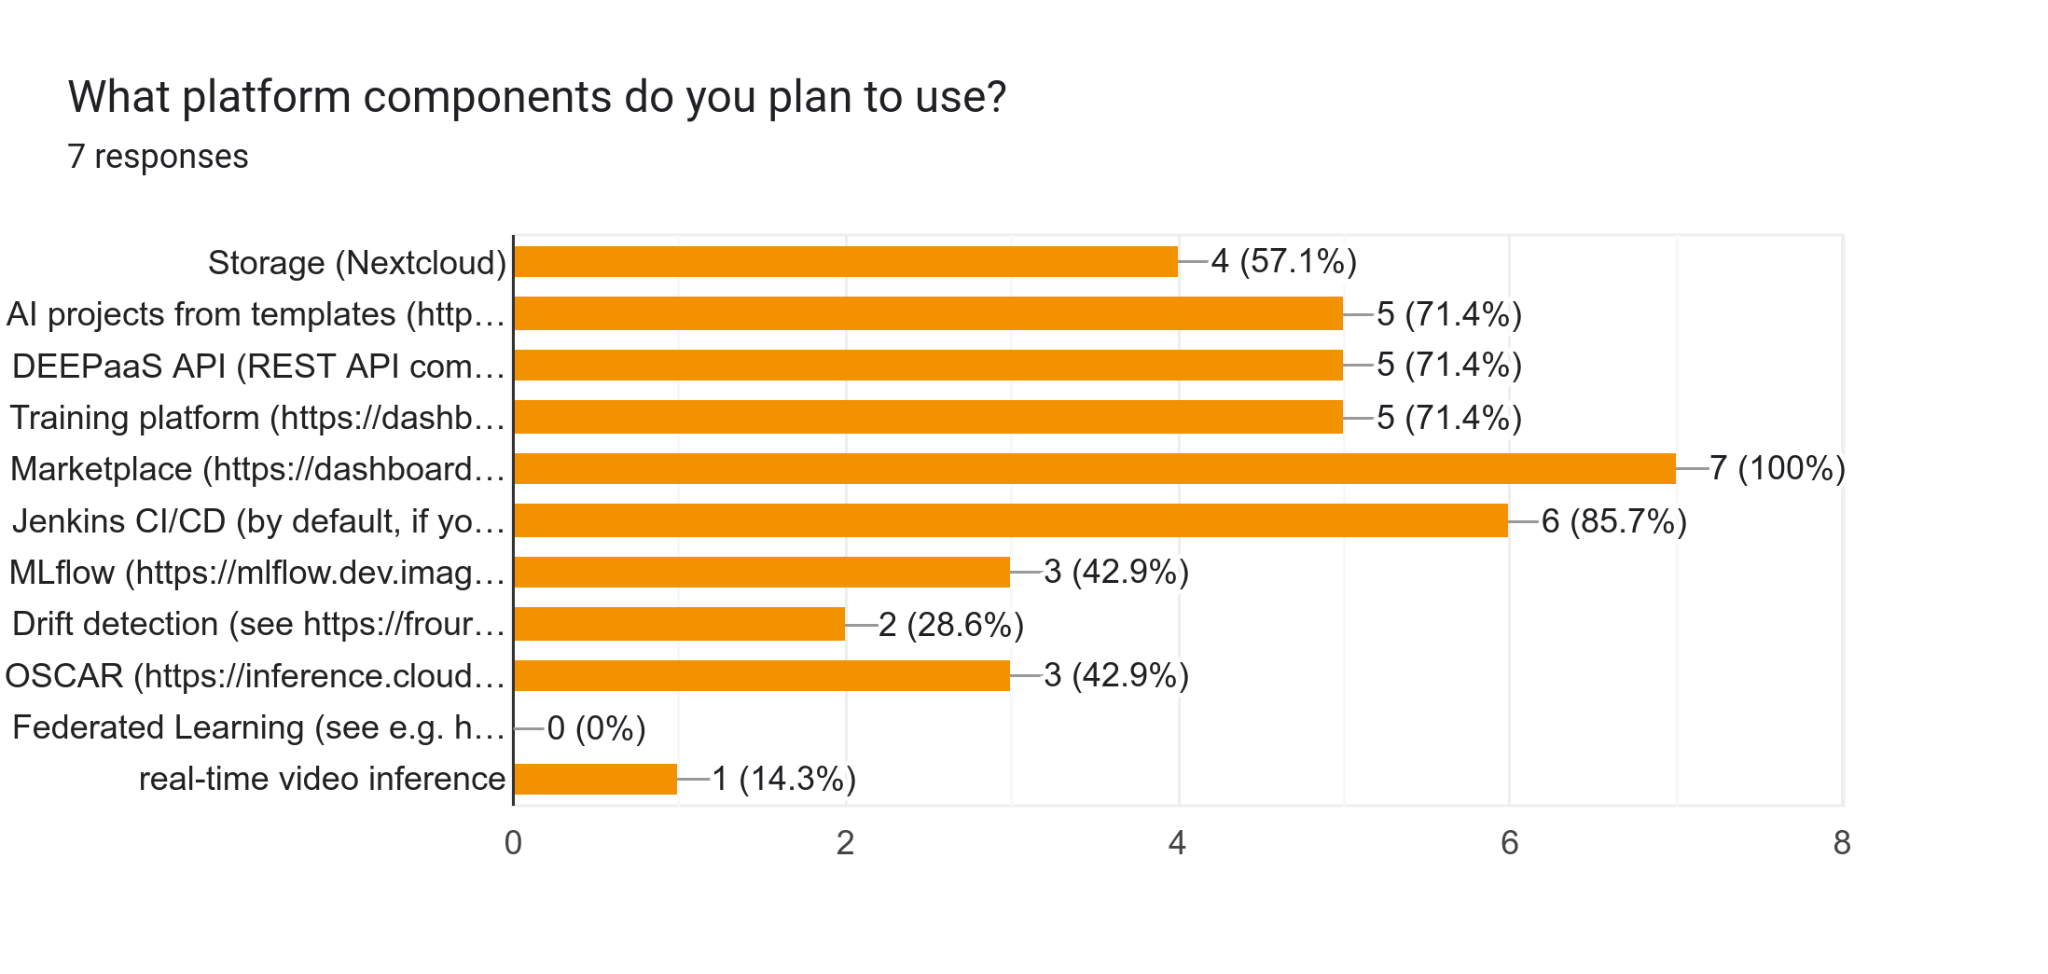 What platform components do you plan to use?
7 responses
Storage (Nextcloud) 4 (57.1%)
AI projects from templates (http… 5 (71.4%)
DEEPaaS API (REST API com… 5 (71.4%)
Training platform (https://dashb… 5 (71.4%)
Marketplace (https://dashboard… 7 (100%)
Jenkins CI/CD (by default, if yo… 6 (85.7%)
MLflow (https://mlflow.dev.imag… 3 (42.9%)
Drift detection (see https://frour… 2 (28.6%)
OSCAR (https://inference.cloud… 3 (42.9%)
Federated Learning (see e.g. h… 0 (0%)
real-time video inference 1 (14.3%)
0 2 4 6 8